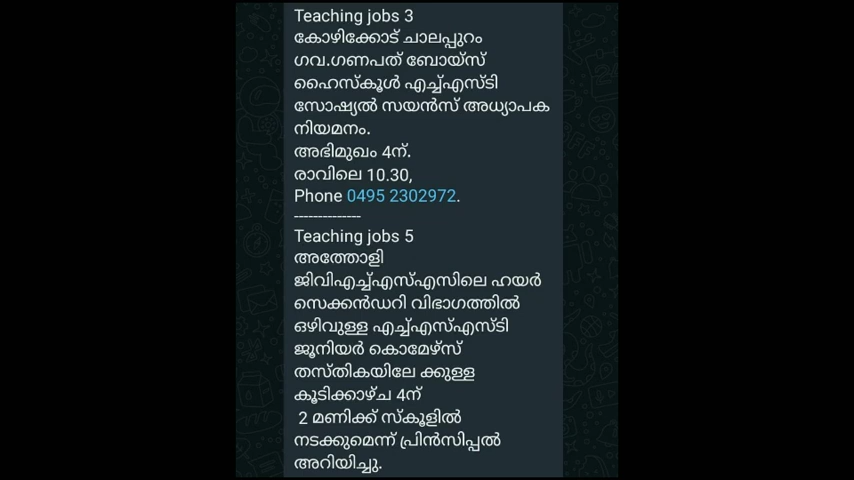 Teaching jobs 3
കോഴിക്കോട് ചാലപ്പുറം
ഗവ.ഗണപത് ബോയ്സ്
ഹൈസ്കൂൾ എച്ച്എസ്ടി
സോഷ്യൽ സയൻസ് അധ്യാപക
നിയമനം.
അഭിമുഖം 4ന്.
രാവിലെ 10.30,
Phone 0495 2302972.
--------------
Teaching jobs 5
അത്തോളി
ജിവിഎച്ച്എസ്എസിലെ ഹയർ
സെക്കൻഡറി വിഭാഗത്തിൽ
ഒഴിവുള്ള എച്ച്എസ്എസ്ടി
ജൂനിയർ കൊമേഴ്സ്
തസ്തികയിലേ ക്കുള്ള
കൂടിക്കാഴ്ച 4ന്
2 മണിക്ക് സ്കൂളിൽ
നടക്കുമെന്ന് പ്രിൻസിപ്പൽ
അറിയിച്ചു.